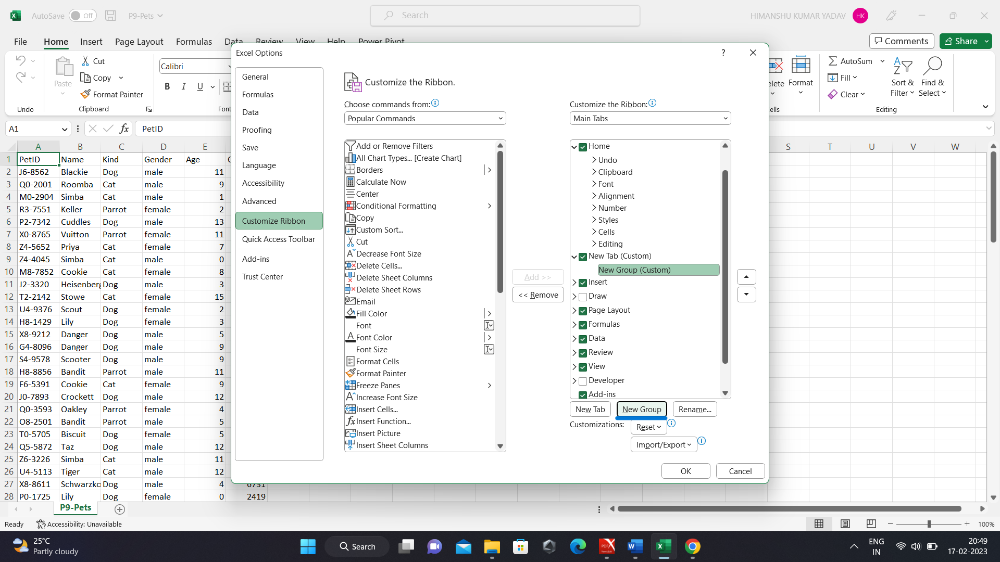 AutoSave Off P9-Pets Search HIMANSHU KUMAR YADAV HK
File Home Insert Page Layout Formulas Data Review View Help Power Pivot Comments Share
Paste Cut Copy Format Painter
Undo Clipboard
Calibri
B I U
Font
Format AutoSum Fill Clear Sort & Filter Find & Select
Editing
A1 fx PetID
A B C D E S T U V W
1 PetID Name Kind Gender Age
2 J6-8562 Blackie Dog male 11
3 Q0-2001 Roomba Cat male 9
4 M0-2904 Simba Cat male 1
5 R3-7551 Keller Parrot female 2
6 P2-7342 Cuddles Dog male 13
7 X0-8765 Vuitton Parrot female 11
8 Z4-5652 Priya Cat female 7
9 Z4-4045 Simba Cat male 0
10 M8-7852 Cookie Cat female 8
11 J2-3320 Heisenberg Dog male 3
12 T2-2142 Stowe Cat female 15
13 U4-9376 Scout Dog female 2
14 H8-1429 Lily Dog female 3
15 X8-9212 Danger Dog male 5
16 G4-8096 Danger Dog male 9
17 S4-9578 Scooter Dog male 9
18 H8-8856 Bandit Parrot male 11
19 F6-5391 Cookie Cat female 9
20 J0-7893 Crockett Dog male 12
21 Q0-3593 Oakley Parrot female 4
22 O8-2501 Bandit Parrot male 5
23 T0-5705 Biscuit Dog female 5
24 Q5-5872 Taz Dog male 12
25 Z6-3226 Simba Cat male 11
26 U4-5113 Tiger Cat male 12
27 X8-8611 Schwarzko Dog male 4 6731
28 P0-1725 Lily Dog female 0 2419
Excel Options ?
General
Formulas
Data
Proofing
Save
Language
Accessibility
Advanced
Customize Ribbon
Quick Access Toolbar
Add-ins
Trust Center
Customize the Ribbon.
Choose commands from:
Popular Commands
Add or Remove Filters
All Chart Types... [Create Chart]
Borders
Calculate Now
Center
Conditional Formatting
Copy
Custom Sort...
Cut
Decrease Font Size
Delete Cells...
Delete Sheet Columns
Delete Sheet Rows
Email
Fill Color
Font
Font Color
Font Size
Format Cells
Format Painter
Freeze Panes
Increase Font Size
Insert Cells...
Insert Function...
Insert Picture
Insert Sheet Columns
Add >>
<< Remove
Customize the Ribbon:
Main Tabs
Home
Undo
Clipboard
Font
Alignment
Number
Styles
Cells
Editing
New Tab (Custom)
New Group (Custom)
Insert
Draw
Page Layout
Formulas
Data
Review
View
Developer
Add-ins
New Tab New Group Rename...
Customizations: Reset
Import/Export
OK Cancel
P9-Pets
Ready Accessibility: Unavailable 100%
25°C
Partly cloudy
Search
ENG
IN
20:49
17-02-2023